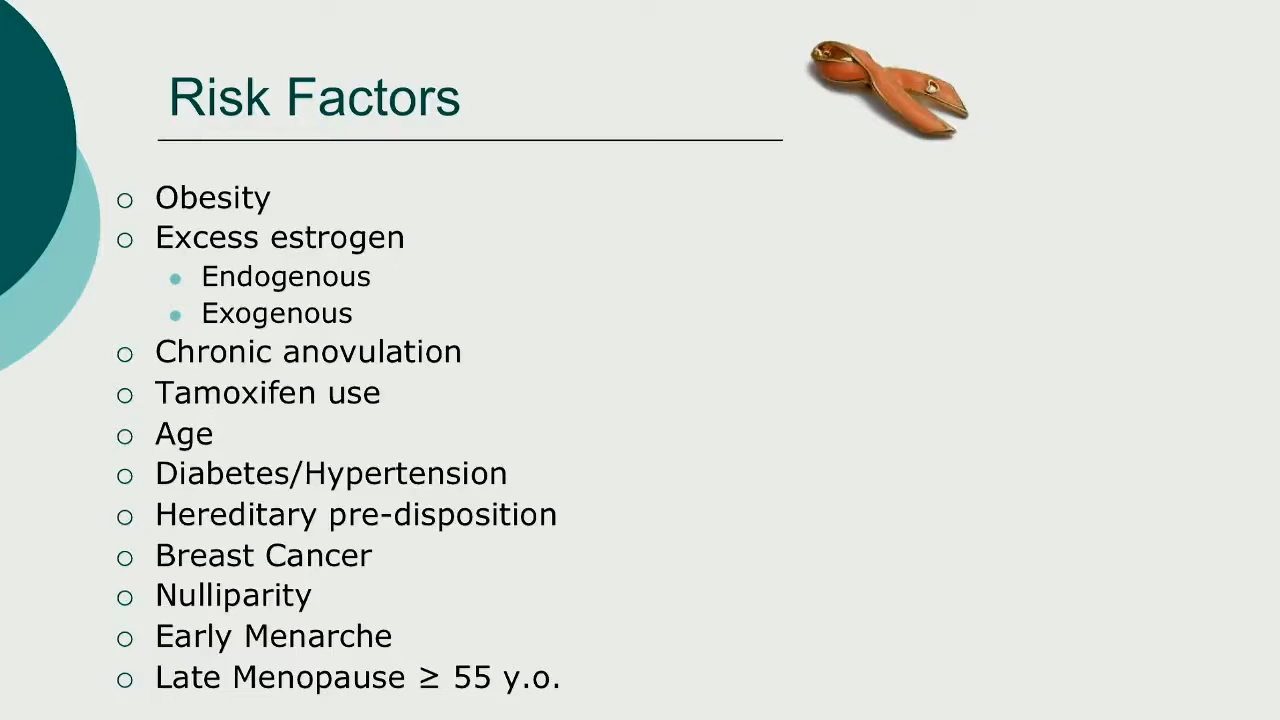 Risk Factors
Obesity
Excess estrogen
Endogenous
Exogenous
Chronic anovulation
Tamoxifen use
Age
Diabetes/Hypertension
Hereditary pre-disposition
Breast Cancer
Nulliparity
Early Menarche
Late Menopause ≥ 55 y.o.